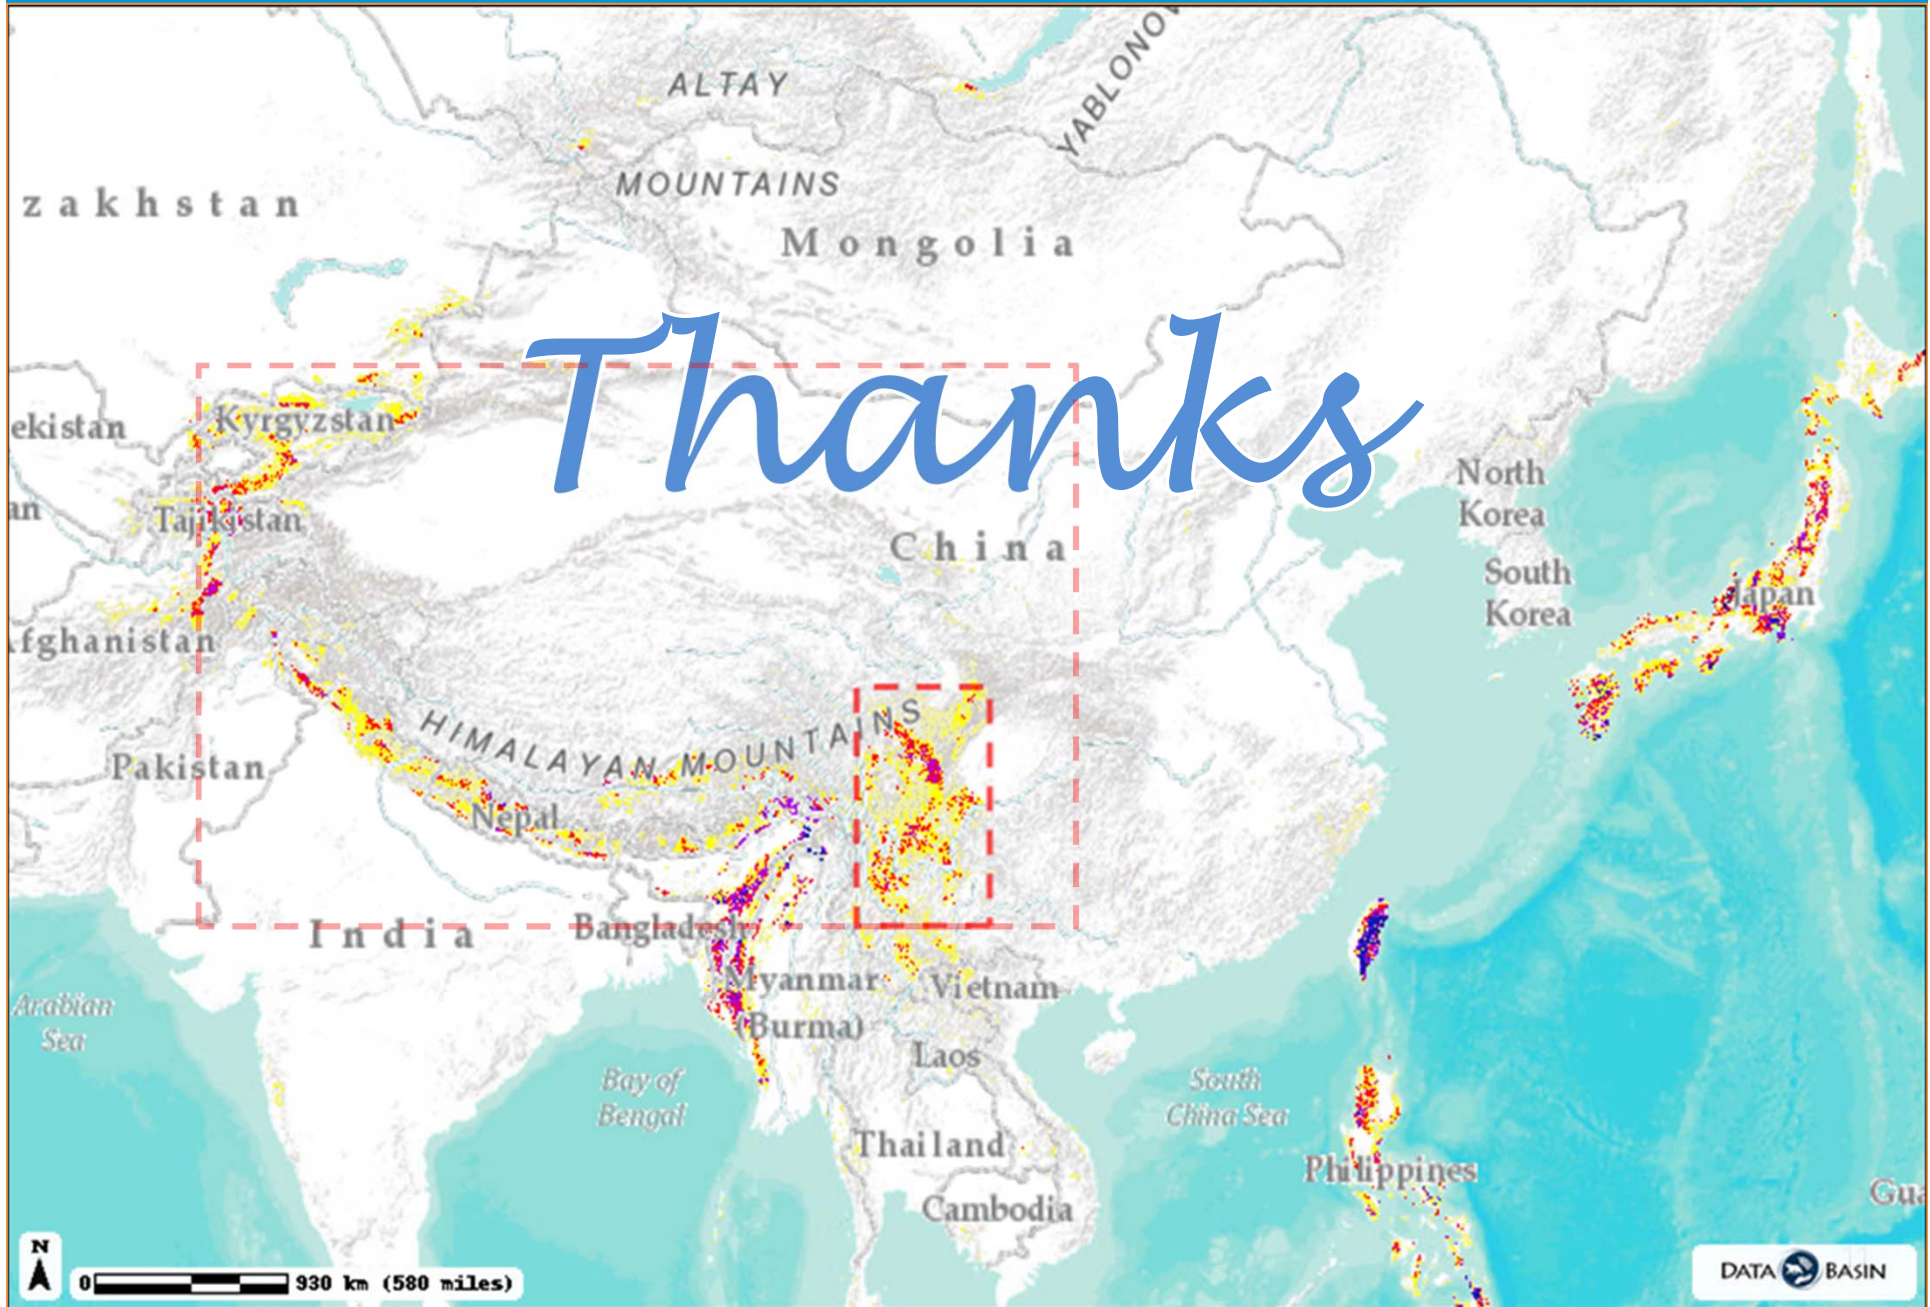 ALTAY
YABLONOV
MOUNTAINS
zakhstan
Mongolia
Thanks
Kyrgyzstan
ekistan
North
Korea
an
Tajikistan
China
South
Korea
Japan
fghanistan
HIMALAYAN MOUNTAINS
Pakistan
Nepal
India
Bangladesh
Myanmar
(Burma)
Vietnam
Arabian
Sea
Laos
Bay of
Bengal
South
China Sea
Thailand
Philippines
Cambodia
Gua
N
0 930 km (580 miles)
DATA BASIN